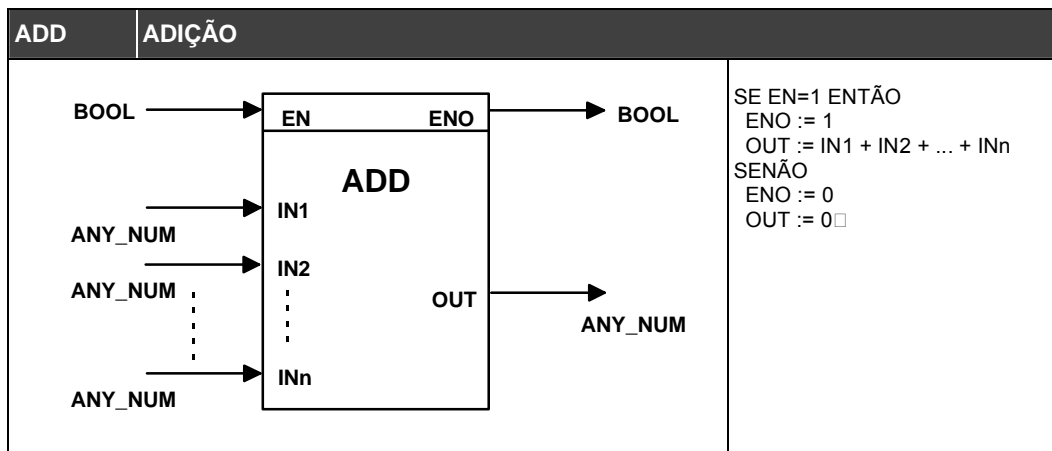 ADD ADIÇÃO
BOOL EN ENO BOOL
ADD
IN1
ANY_NUM
IN2
ANY_NUM
OUT
ANY_NUM
INn
ANY_NUM
SE EN=1 ENTÃO
ENO := 1
OUT := IN1 + IN2 + ... + INn
SENÃO
ENO := 0
OUT := 0□